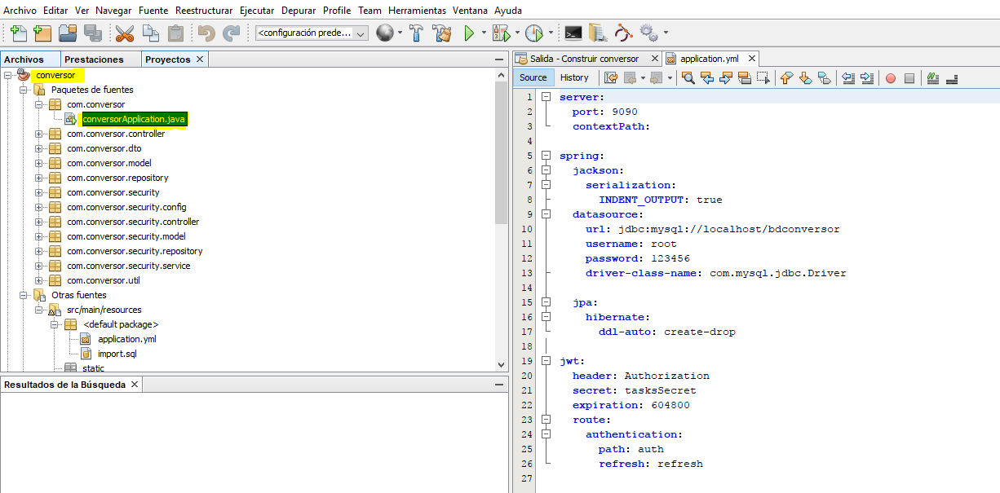 Archivo Editar Ver Navegar Fuente Reestructurar Ejecutar Depurar Profile Team Herramientas Ventana Ayuda
<configuración prede...
Archivos Prestaciones Proyectos
conversor
Paquetes de fuentes
com.conversor
conversorApplication.java
com.conversor.controller
com.conversor.dto
com.conversor.model
com.conversor.repository
com.conversor.security
com.conversor.security.config
com.conversor.security.controller
com.conversor.security.model
com.conversor.security.repository
com.conversor.security.service
com.conversor.util
Otras fuentes
src/main/resources
<default package>
application.yml
import.sql
static
Resultados de la Búsqueda
Salida - Construir conversor application.yml
Source History
1 server:
2 port: 9090
3 contextPath:
4
5 spring:
6 jackson:
7 serialization:
8 INDENT_OUTPUT: true
9 datasource:
10 url: jdbc:mysql://localhost/bdconversor
11 username: root
12 password: 123456
13 driver-class-name: com.mysql.jdbc.Driver
14
15 jpa:
16 hibernate:
17 ddl-auto: create-drop
18
19 jwt:
20 header: Authorization
21 secret: tasksSecret
22 expiration: 604800
23 route:
24 authentication:
25 path: auth
26 refresh: refresh
27